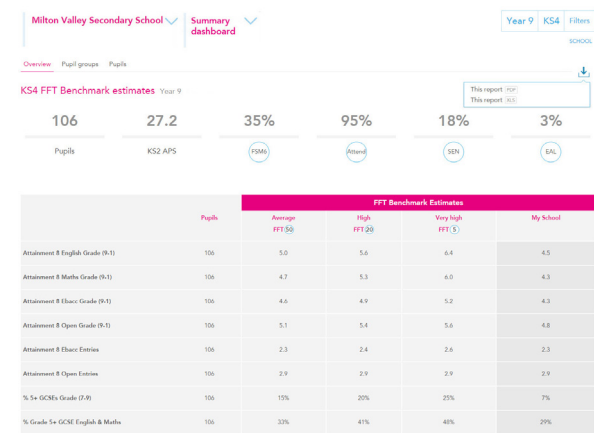 Milton Valley Secondary School
Summary dashboard
Year 9 KS4 Filters
SCHOOL
Overview Pupil groups Pupils
KS4 FFT Benchmark estimates Year 9
This report PDF
This report XLS
106 27.2 35% 95% 18% 3%
Pupils KS2 APS FSM6 Attend SEN EAL
FFT Benchmark Estimates
Pupils Average High Very high My School
FFT 50 FFT 20 FFT 5
Attainment 8 English Grade (9-1) 106 5.0 5.6 6.4 4.5
Attainment 8 Maths Grade (9-1) 106 4.7 5.3 6.0 4.3
Attainment 8 Ebacc Grade (9-1) 106 4.6 4.9 5.2 4.3
Attainment 8 Open Grade (9-1) 106 5.1 5.4 5.6 4.8
Attainment 8 Ebacc Entries 106 2.3 2.4 2.6 2.3
Attainment 8 Open Entries 106 2.9 2.9 2.9 2.9
% 5+ GCSEs Grade (7-9) 106 15% 20% 25% 7%
% Grade 5+ GCSE English & Maths 106 33% 41% 48% 29%